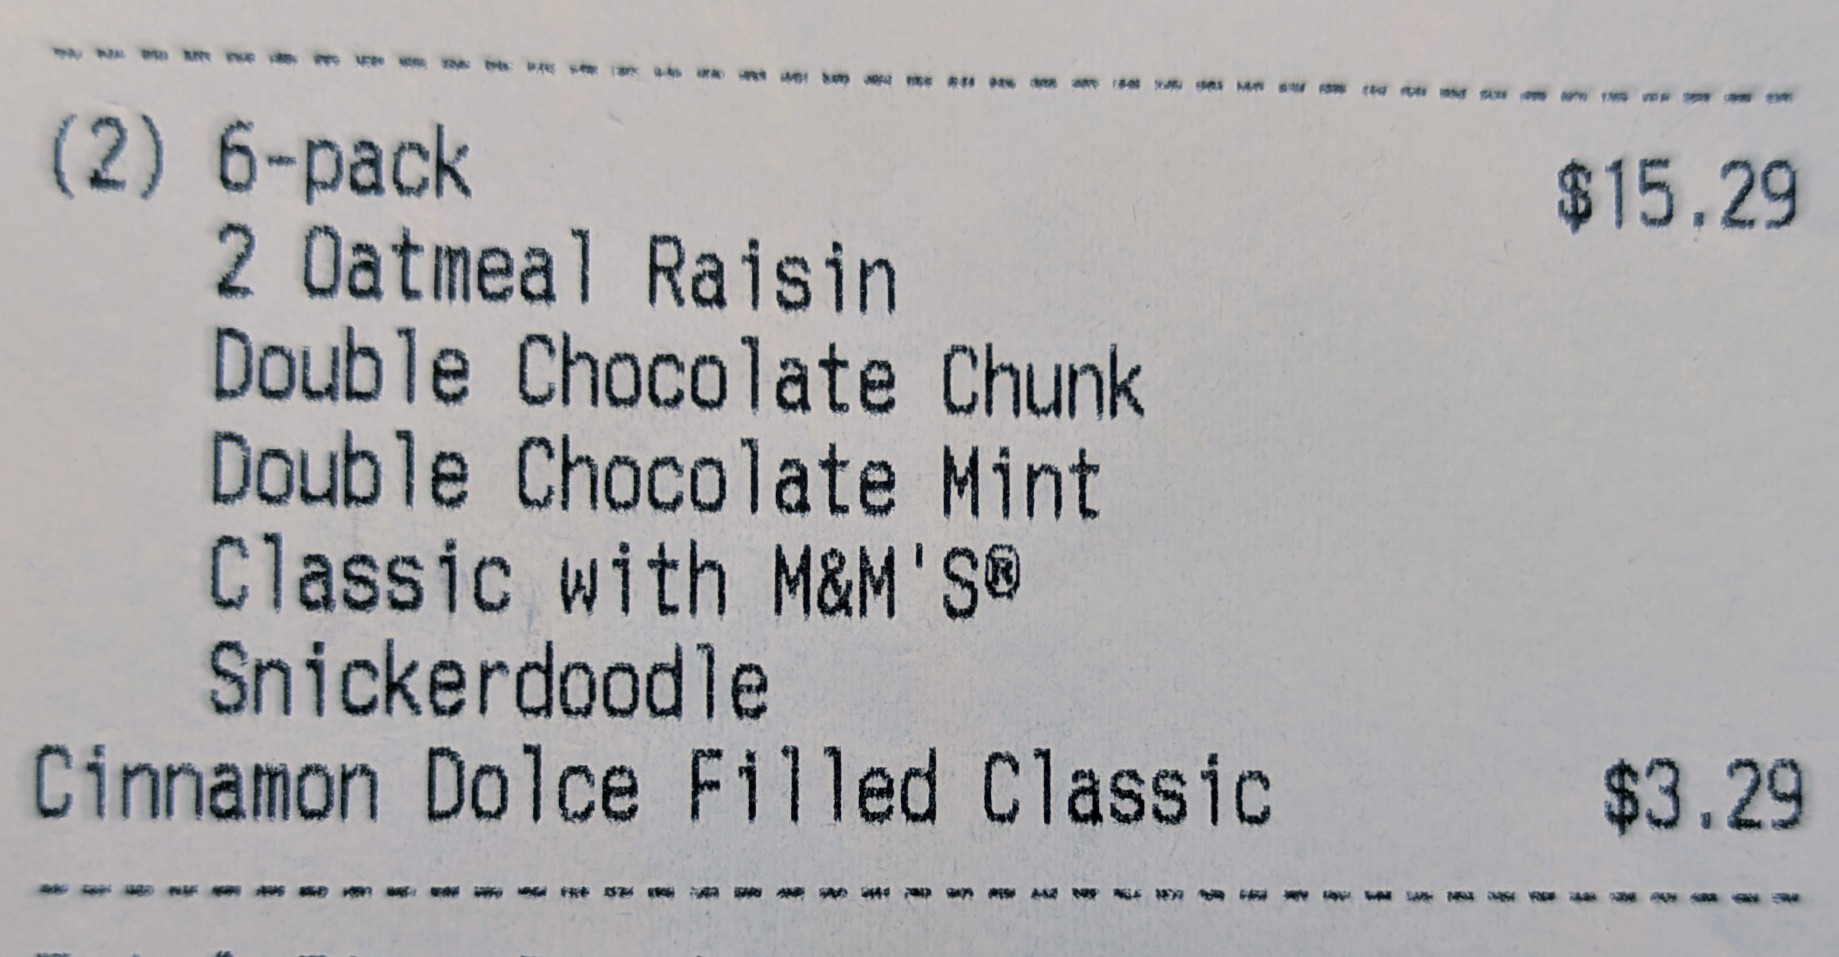 (2) 6-pack $15.29
2 Oatmeal Raisin
Double Chocolate Chunk
Double Chocolate Mint
Classic with M&M'S®
Snickerdoodle
Cinnamon Dolce Filled Classic $3.29